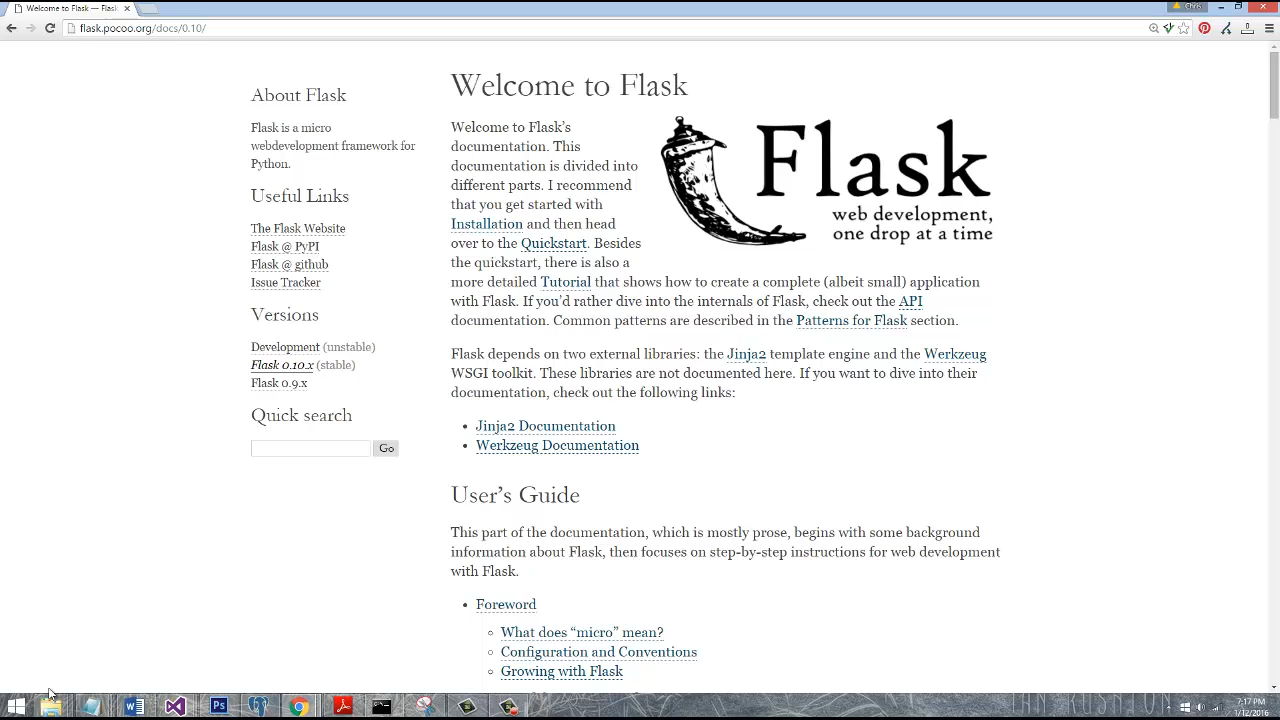 Welcome to Flask — Flask
Chris
flask.pocoo.org/docs/0.10/
About Flask
Flask is a micro
webdevelopment framework for
Python.
Useful Links
The Flask Website
Flask @ PyPI
Flask @ github
Issue Tracker
Versions
Development (unstable)
Flask 0.10.x (stable)
Flask 0.9.x
Quick search
Go
Welcome to Flask
Welcome to Flask’s
documentation. This
documentation is divided into
different parts. I recommend
that you get started with
Installation and then head
over to the Quickstart. Besides
the quickstart, there is also a
more detailed Tutorial that shows how to create a complete (albeit small) application
with Flask. If you’d rather dive into the internals of Flask, check out the API
documentation. Common patterns are described in the Patterns for Flask section.
Flask
web development,
one drop at a time
Flask depends on two external libraries: the Jinja2 template engine and the Werkzeug
WSGI toolkit. These libraries are not documented here. If you want to dive into their
documentation, check out the following links:
• Jinja2 Documentation
• Werkzeug Documentation
User’s Guide
This part of the documentation, which is mostly prose, begins with some background
information about Flask, then focuses on step-by-step instructions for web development
with Flask.
• Foreword
◦ What does “micro” mean?
◦ Configuration and Conventions
◦ Growing with Flask
Ps
7:17 PM
1/12/2016